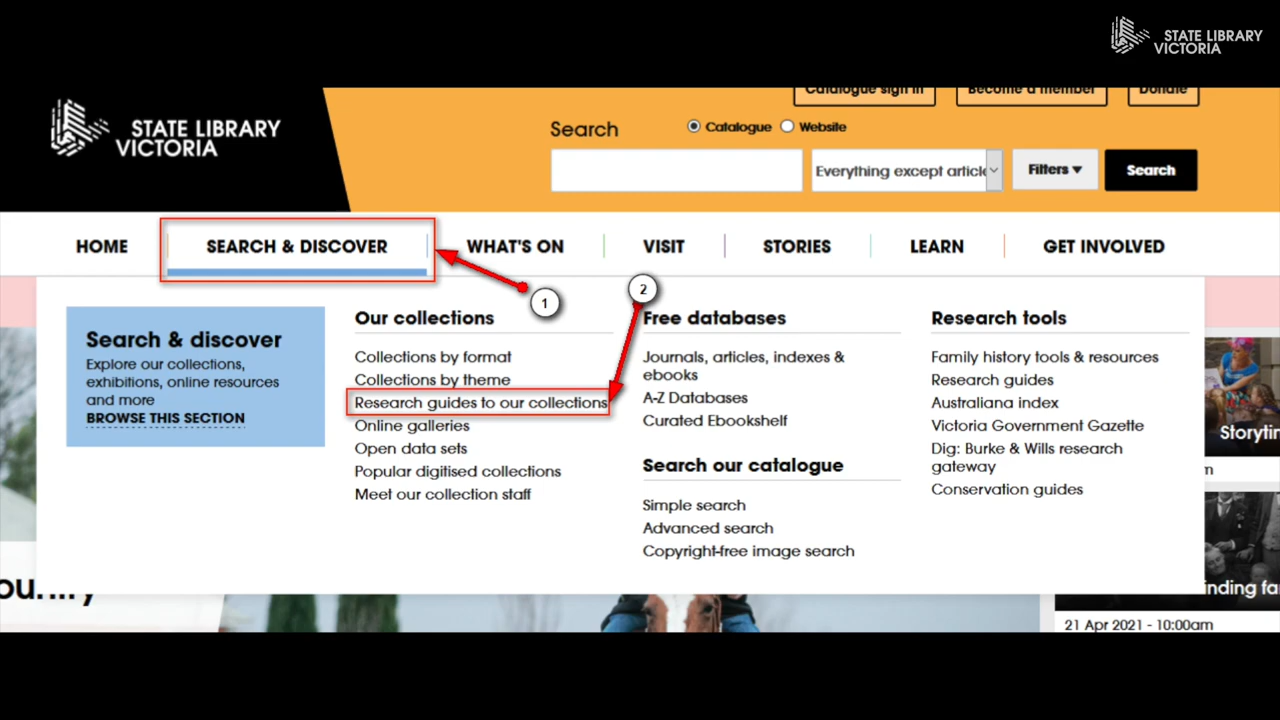 STATE LIBRARY
VICTORIA
STATE LIBRARY
VICTORIA
Catalogue sign in
Become a member
Donate
Search
Catalogue
Website
Everything except article
Filters ▾
Search
HOME
SEARCH & DISCOVER
WHAT'S ON
VISIT
STORIES
LEARN
GET INVOLVED
1
2
Search & discover
Explore our collections,
exhibitions, online resources
and more
BROWSE THIS SECTION
Our collections
Collections by format
Collections by theme
Research guides to our collections
Online galleries
Open data sets
Popular digitised collections
Meet our collection staff
Free databases
Journals, articles, indexes &
ebooks
A-Z Databases
Curated Ebookshelf
Search our catalogue
Simple search
Advanced search
Copyright-free image search
Research tools
Family history tools & resources
Research guides
Australiana index
Victoria Government Gazette
Dig: Burke & Wills research
gateway
Conservation guides
Storytin
m
inding fa
21 Apr 2021 - 10:00am